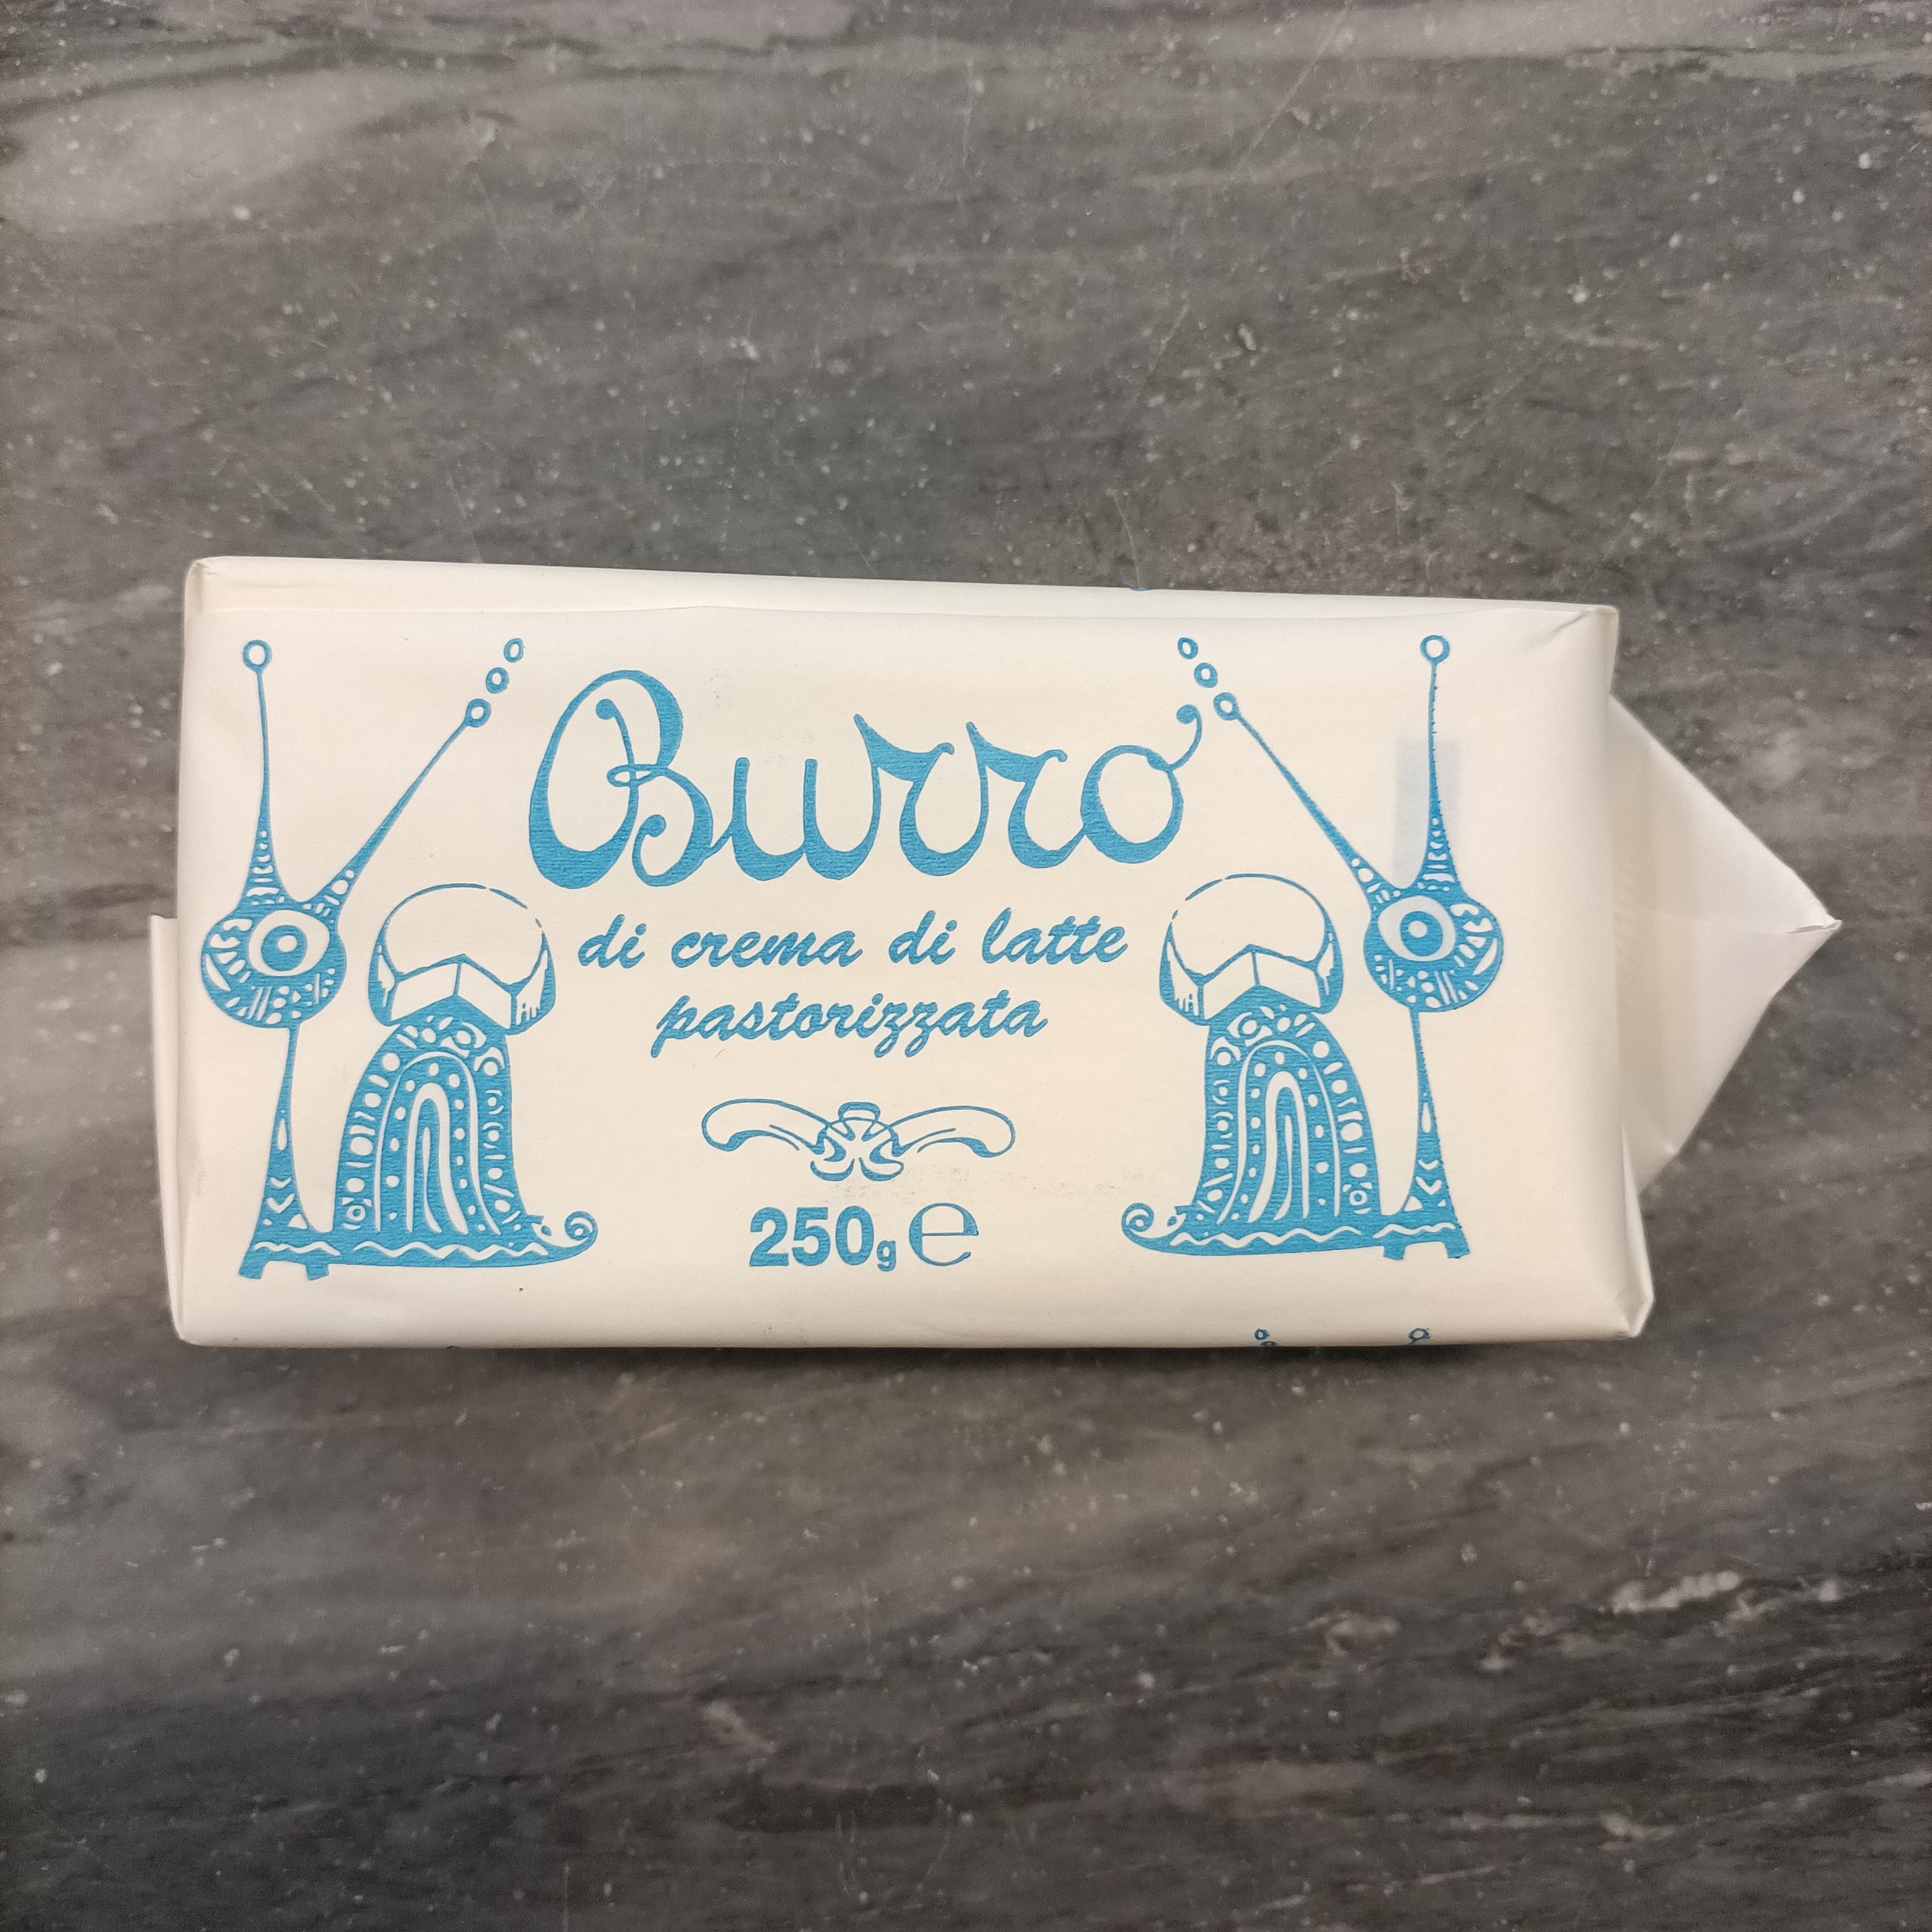 Burro
di crema di latte
pastorizzata
250g e